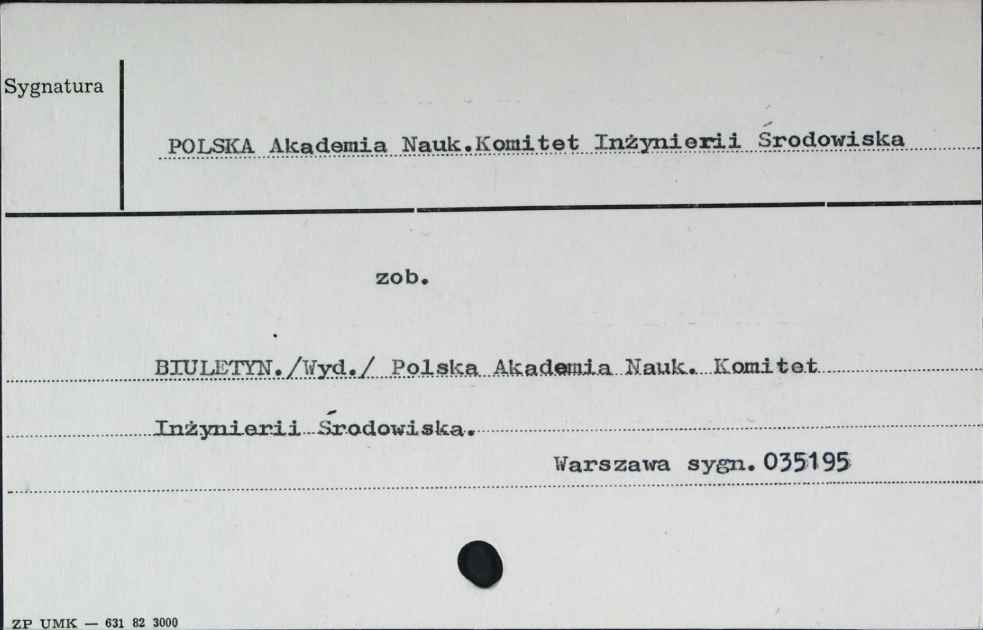 Sygnatura
POLSKA Akademia Nauk.Komitet Inżynierii Środowiska
zob.
BIULETYN./Wyd./ Polska Akademia Nauk. Komitet
Inżynierii Środowiska.
Warszawa sygn. 035195
ZP UMK — 631 82 3000